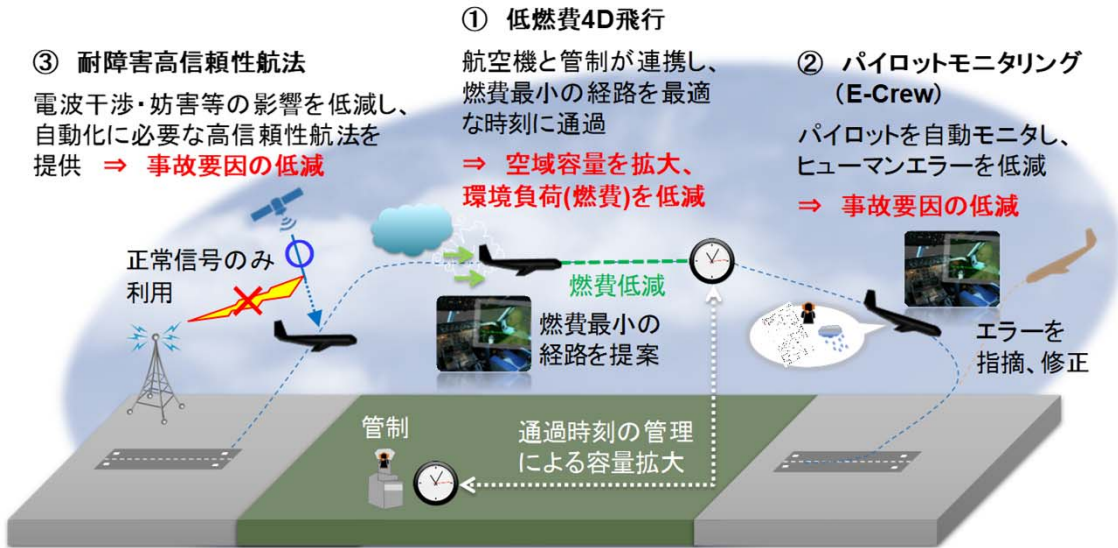 ① 低燃費4D飛行
航空機と管制が連携し、
燃費最小の経路を最適
な時刻に通過
⇒ 空域容量を拡大、
環境負荷(燃費)を低減
② パイロットモニタリング
（E-Crew）
パイロットを自動モニタし、
ヒューマンエラーを低減
⇒ 事故要因の低減
③ 耐障害高信頼性航法
電波干渉・妨害等の影響を低減し、
自動化に必要な高信頼性航法を
提供 ⇒ 事故要因の低減
正常信号のみ
利用
燃費低減
燃費最小の
経路を提案
エラーを
指摘、修正
管制
通過時刻の管理
による容量拡大